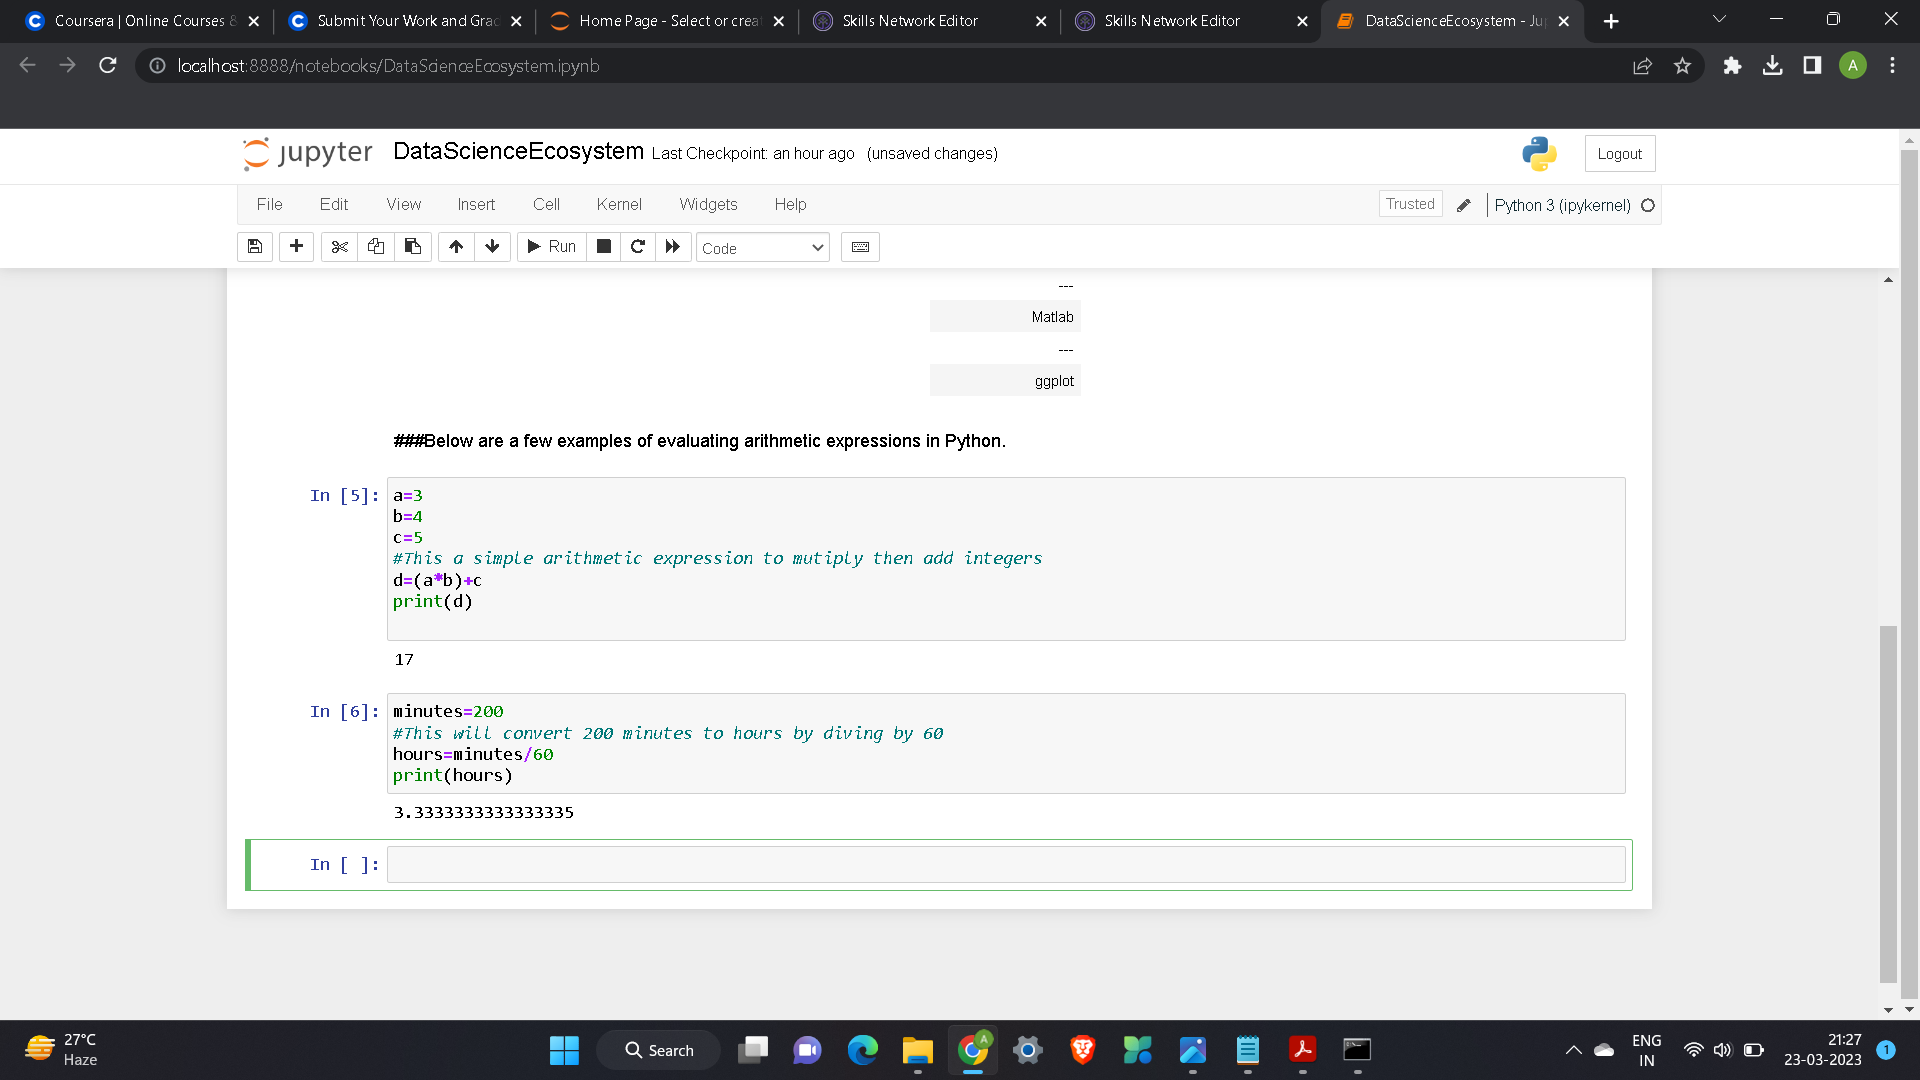 Coursera | Online Courses &
Submit Your Work and Grad
Home Page - Select or creat
Skills Network Editor
Skills Network Editor
DataScienceEcosystem - Jup
localhost:8888/notebooks/DataScienceEcosystem.ipynb
A
jupyter
DataScienceEcosystem Last Checkpoint: an hour ago (unsaved changes)
Logout
File Edit View Insert Cell Kernel Widgets Help
Trusted
Python 3 (ipykernel)
Run
Code
---
Matlab
---
ggplot
###Below are a few examples of evaluating arithmetic expressions in Python.
In [5]:
a=3
b=4
c=5
#This a simple arithmetic expression to mutiply then add integers
d=(a*b)+c
print(d)
17
In [6]:
minutes=200
#This will convert 200 minutes to hours by diving by 60
hours=minutes/60
print(hours)
3.3333333333333335
In [ ]:
27°C
Haze
Search
A
ENG
IN
21:27
23-03-2023
1